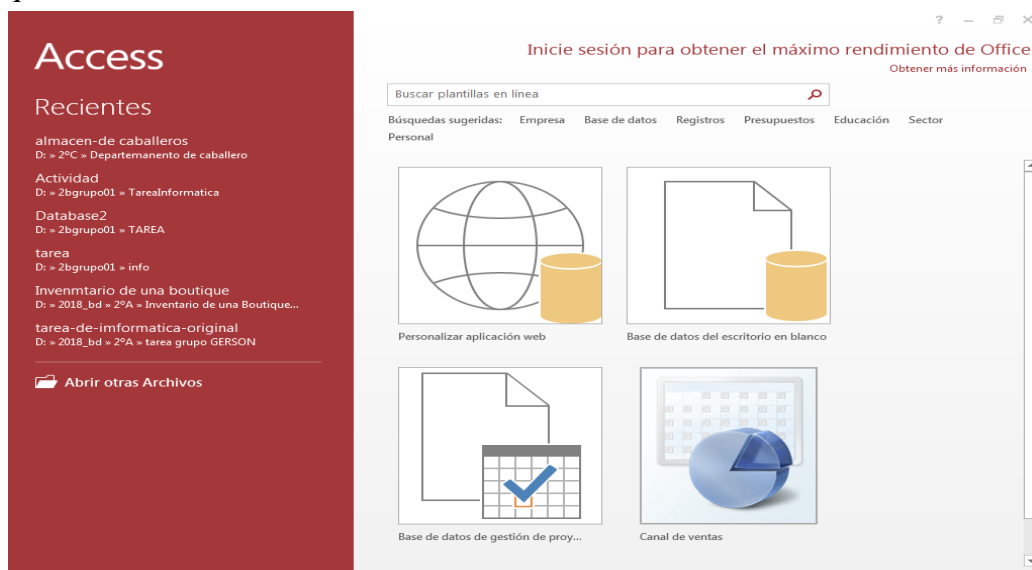 ?
Access
Inicie sesión para obtener el máximo rendimiento de Office
Obtener más información
Recientes
almacen-de caballeros
D: » 2ºC » Departemanento de caballero
Actividad
D: » 2bgrupo01 » TareaInformatica
Database2
D: » 2bgrupo01 » TAREA
tarea
D: » 2bgrupo01 » info
Invenmtario de una boutique
D: » 2018_bd » 2ºA » Inventario de una Boutique...
tarea-de-imformatica-original
D: » 2018_bd » 2ºA » tarea grupo GERSON
Abrir otras Archivos
Buscar plantillas en línea
Búsquedas sugeridas: Empresa Base de datos Registros Presupuestos Educación Sector
Personal
Personalizar aplicación web
Base de datos del escritorio en blanco
Base de datos de gestión de proy...
Canal de ventas